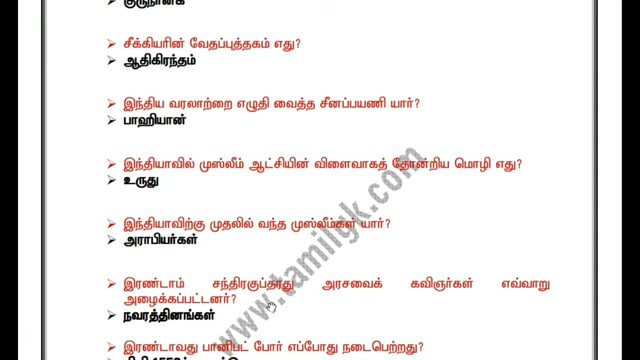 குருநானக்
சீக்கியரின் வேதப்புத்தகம் எது?
ஆதிகிரந்தம்
இந்திய வரலாற்றை எழுதி வைத்த சீனப்பயணி யார்?
பாஹியான்
இந்தியாவில் முஸ்லீம் ஆட்சியின் விளைவாகத் தோன்றிய மொழி எது?
உருது
இந்தியாவிற்கு முதலில் வந்த முஸ்லீம்கள் யார்?
அராபியர்கள்
இரண்டாம் சந்திரகுப்தரது அரசவைக் கவிஞர்கள் எவ்வாறு
அழைக்கப்பட்டனர்?
நவரத்தினங்கள்
இரண்டாவது பானிபட் போர் எப்போது நடைபெற்றது?
www.tamilgk.com